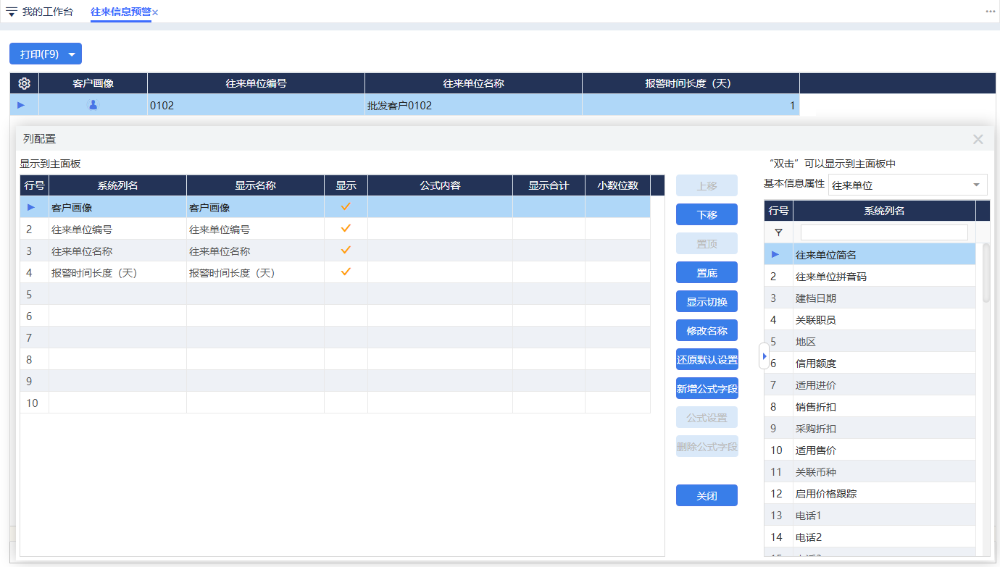 我的工作台 往来信息预警×
打印(F9)
客户画像 往来单位编号 往来单位名称 报警时间长度（天）
0102 批发客户0102 1
列配置
显示到主面板
行号 系统列名 显示名称 显示 公式内容 显示合计 小数位数
客户画像 客户画像
2 往来单位编号 往来单位编号
3 往来单位名称 往来单位名称
4 报警时间长度（天） 报警时间长度（天）
5
6
7
8
9
10
上移
下移
置顶
置底
显示切换
修改名称
还原默认设置
新增公式字段
公式设置
删除公式字段
关闭
“双击”可以显示到主面板中
基本信息属性 往来单位
行号 系统列名
往来单位简名
2 往来单位拼音码
3 建档日期
4 关联职员
5 地区
6 信用额度
7 适用进价
8 销售折扣
9 采购折扣
10 适用售价
11 关联币种
12 启用价格跟踪
13 电话1
14 电话2